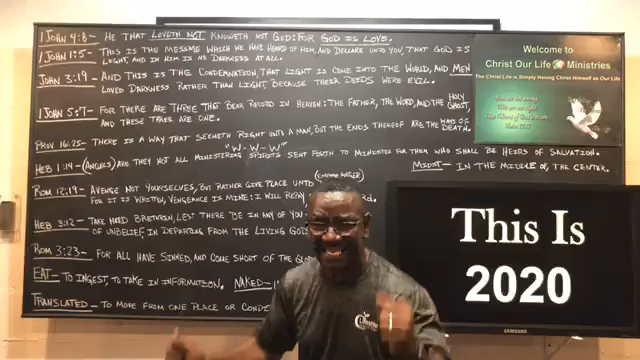 1 JOHN 4:8 - HE THAT LOVETH NOT KNOWETH NOT GOD: FOR GOD IS LOVE.
1 JOHN 1:5 - THIS IS THE MESSAGE WHICH WE HAVE HEARD OF HIM, AND DECLARE UNTO YOU, THAT GOD IS
LIGHT, AND IN HIM IS NO DARKNESS AT ALL.
JOHN 3:19 - AND THIS IS THE CONDEMNATION, THAT LIGHT IS COME INTO THE WORLD, AND MEN
LOVED DARKNESS RATHER THAN LIGHT, BECAUSE THEIR DEEDS WERE EVIL.
1 JOHN 5:7 - FOR THERE ARE THREE THAT BEAR RECORD IN HEAVEN: THE FATHER, THE WORD, AND THE HOLY GHOST,
AND THESE THREE ARE ONE.
PROV 16:25 - THERE IS A WAY THAT SEEMETH RIGHT UNTO A MAN, BUT THE ENDS THEREOF ARE THE WAYS OF DEATH.
"W-W-W"
HEB 1:14 - (ANGELS) ARE THEY NOT ALL MINISTERING SPIRITS SENT FORTH TO MINISTER FOR THEM WHO SHALL BE HEIRS OF SALVATION.
MIDST - IN THE MIDDLE OF, THE CENTER.
ROM 12:19 - AVENGE NOT YOURSELVES, BUT RATHER GIVE PLACE UNTO
FOR IT IS WRITTEN, VENGEANCE IS MINE: I WILL REPAY
HEB 3:12 - TAKE HEED BRETHREN, LEST THERE BE IN ANY OF YOU
OF UNBELIEF, IN DEPARTING FROM THE LIVING GOD
ROM 3:23 - FOR ALL HAVE SINNED, AND COME SHORT OF THE
EAT - TO INGEST, TO TAKE IN INFORMATION. NAKED -
TRANSLATED - TO MOVE FROM ONE PLACE OR
Welcome to
Christ Our Life Ministries
The Christ Life is Simply Having Christ Himself as Our Life
This Is
2020
SAMSUNG